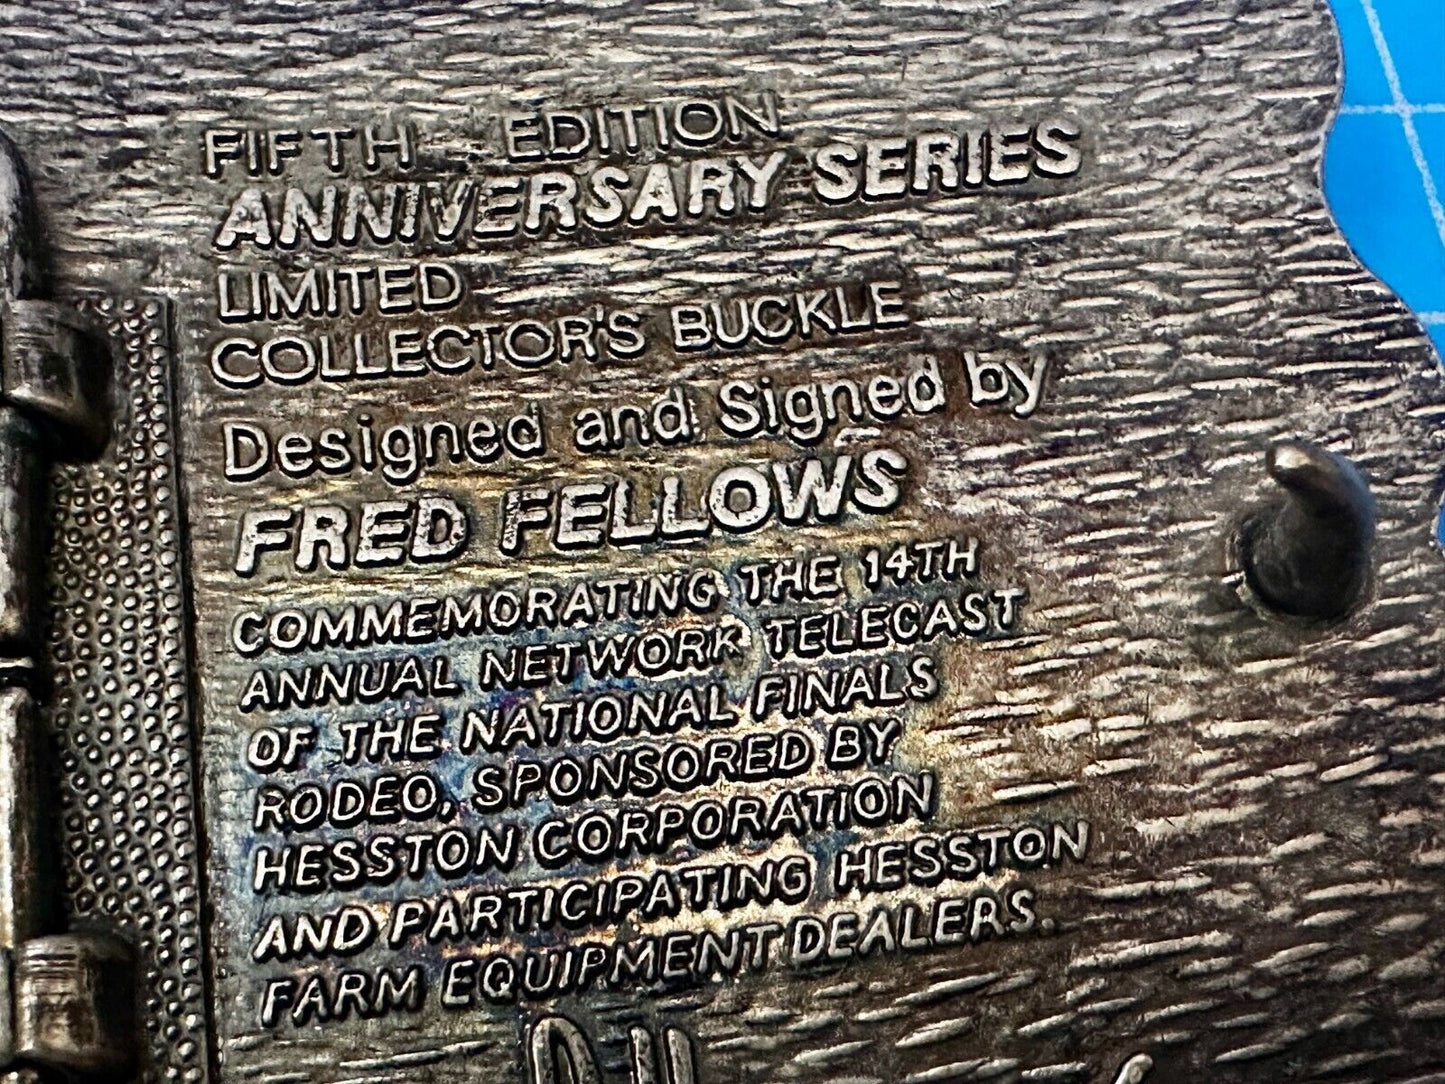 FIFTH EDITION
ANNIVERSARY SERIES
LIMITED
COLLECTOR'S BUCKLE
Designed and Signed by
FRED FELLOWS
COMMEMORATING THE 14TH
ANNUAL NETWORK TELECAST
OF THE NATIONAL FINALS
RODEO, SPONSORED BY
HESSTON CORPORATION
AND PARTICIPATING HESSTON
FARM EQUIPMENT DEALERS.